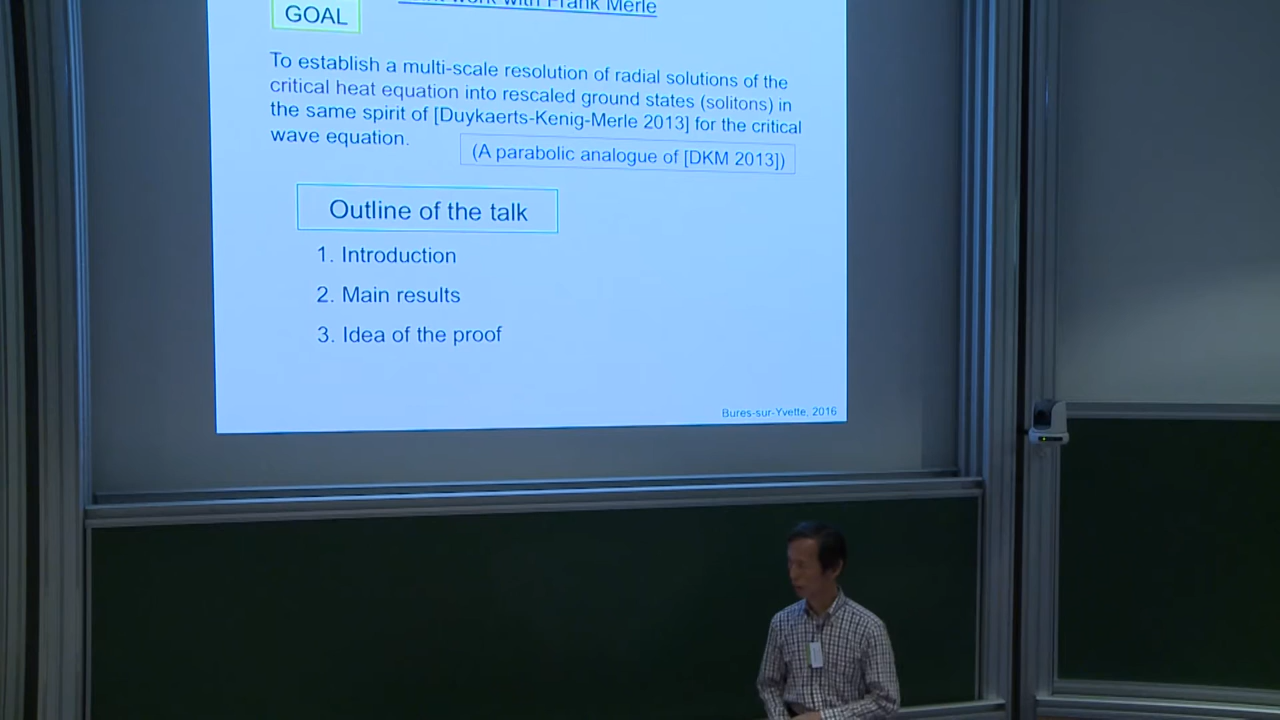 work with Frank Merle
GOAL
To establish a multi-scale resolution of radial solutions of the
critical heat equation into rescaled ground states (solitons) in
the same spirit of [Duykaerts-Kenig-Merle 2013] for the critical
wave equation.
(A parabolic analogue of [DKM 2013])
Outline of the talk
1. Introduction
2. Main results
3. Idea of the proof
Bures-sur-Yvette, 2016